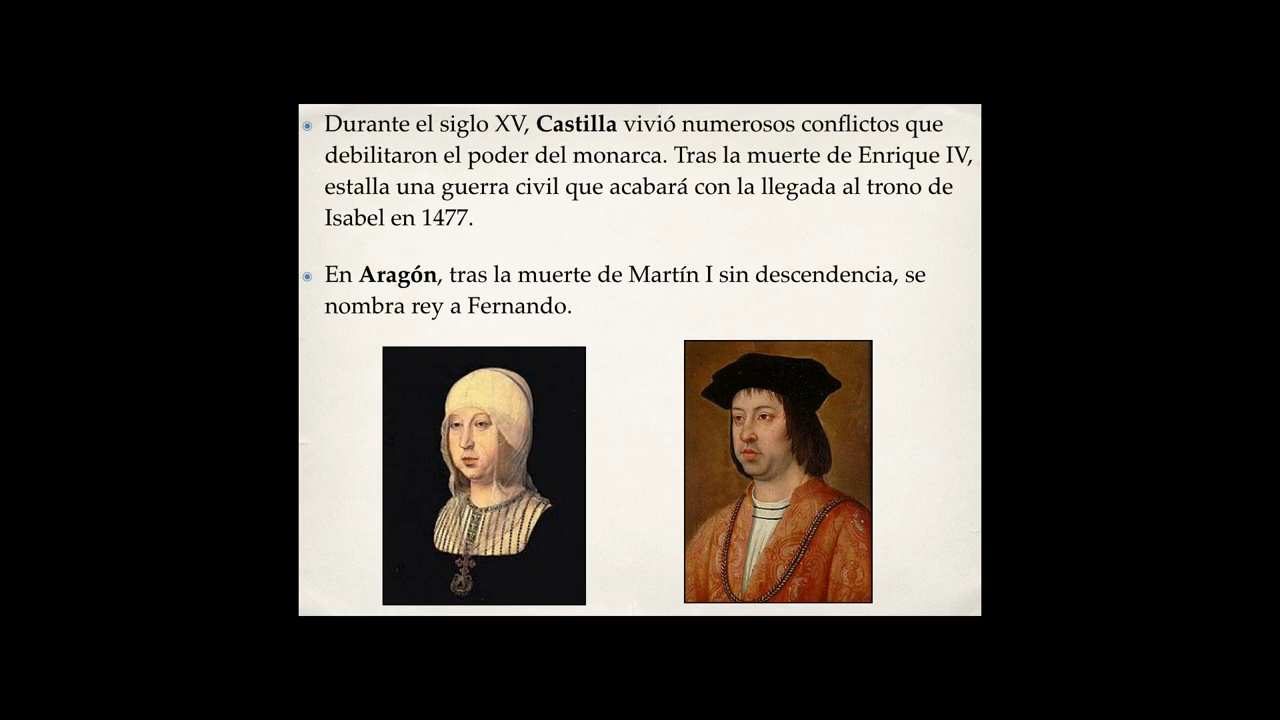 Durante el siglo XV, Castilla vivió numerosos conflictos que
debilitaron el poder del monarca. Tras la muerte de Enrique IV,
estalla una guerra civil que acabará con la llegada al trono de
Isabel en 1477.
En Aragón, tras la muerte de Martín I sin descendencia, se
nombra rey a Fernando.